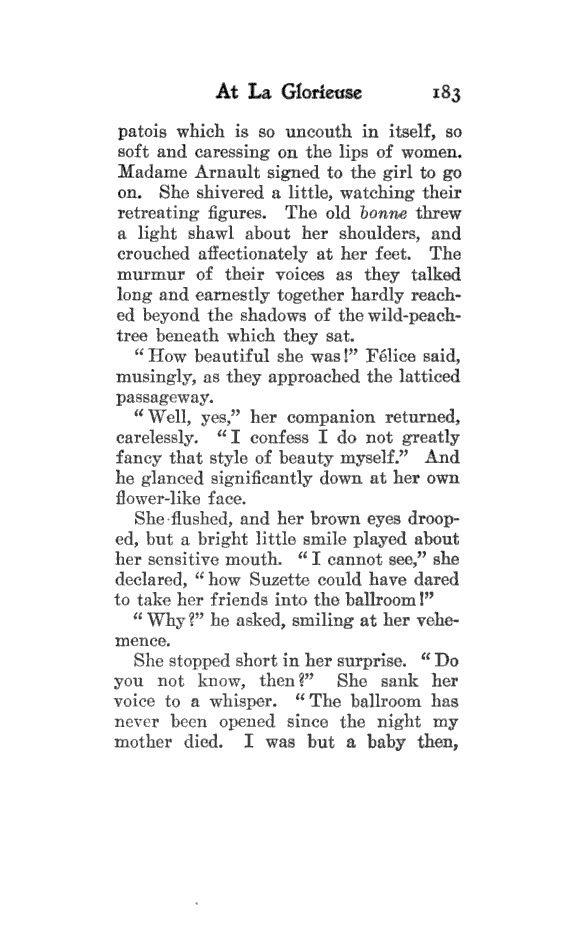 At La Glorieuse 183
patois which is so uncouth in itself, so
soft and caressing on the lips of women.
Madame Arnault signed to the girl to go
on. She shivered a little, watching their
retreating figures. The old bonne threw
a light shawl about her shoulders, and
crouched affectionately at her feet. The
murmur of their voices as they talked
long and earnestly together hardly reach-
ed beyond the shadows of the wild-peach-
tree beneath which they sat.
“How beautiful she was!” Félice said,
musingly, as they approached the latticed
passageway.
“Well, yes,” her companion returned,
carelessly. “I confess I do not greatly
fancy that style of beauty myself.” And
he glanced significantly down at her own
flower-like face.
She flushed, and her brown eyes droop-
ed, but a bright little smile played about
her sensitive mouth. “I cannot see,” she
declared, “how Suzette could have dared
to take her friends into the ballroom!”
“Why?” he asked, smiling at her vehe-
mence.
She stopped short in her surprise. “Do
you not know, then?” She sank her
voice to a whisper. “The ballroom has
never been opened since the night my
mother died. I was but a baby then,